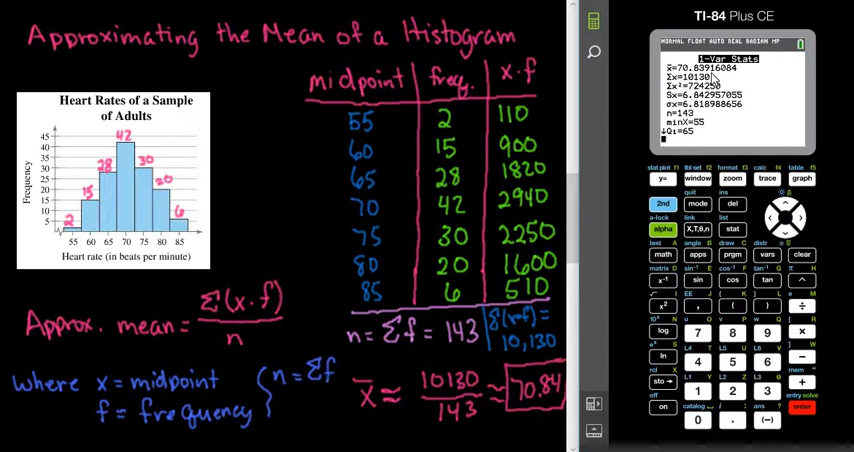 Approximating the Mean of a Histogram
Heart Rates of a Sample
of Adults
Frequency
45
40
35
30
25
20
15
10
5
2
15
28
42
30
20
6
55 60 65 70 75 80 85
Heart rate (in beats per minute)
midpoint freq. x·f
55 2 110
60 15 900
65 28 1820
70 42 2940
75 30 2250
80 20 1600
85 6 510
n = Σf = 143
Σ(x·f) =
10,130
Approx. mean = Σ(x·f)
n
where x = midpoint
f = frequency
n = Σf
x̄ ≈ 10130 ≈ 70.84
143
TI-84 Plus CE
NORMAL FLOAT AUTO REAL RADIAN MP
1-Var Stats
x̄=70.83916084
Σx=10130
Σx²=724250
Sx=6.842957055
σx=6.818988656
n=143
minX=55
↓Q₁=65
stat plot f1 tblset f2 format f3 calc f4 table f5
y= window zoom trace graph
quit ins
2nd mode del
a-lock link list
alpha X,T,θ,n stat
test A angle B draw C distr
math apps prgm vars clear
matrix D sin⁻¹ E cos⁻¹ F tan⁻¹ G π H
x⁻¹ sin cos tan ^
√ I EE J { K } L e M
x² , ( ) ÷
10ˣ N u O v P w Q [ R
log 7 8 9 ×
eˣ S L4 T L5 U L6 V ] W
ln 4 5 6 −
rcl X L1 Y L2 Z L3 θ mem "
sto→ 1 2 3 +
off catalog i : ans ? entry solve
on 0 . (−) enter